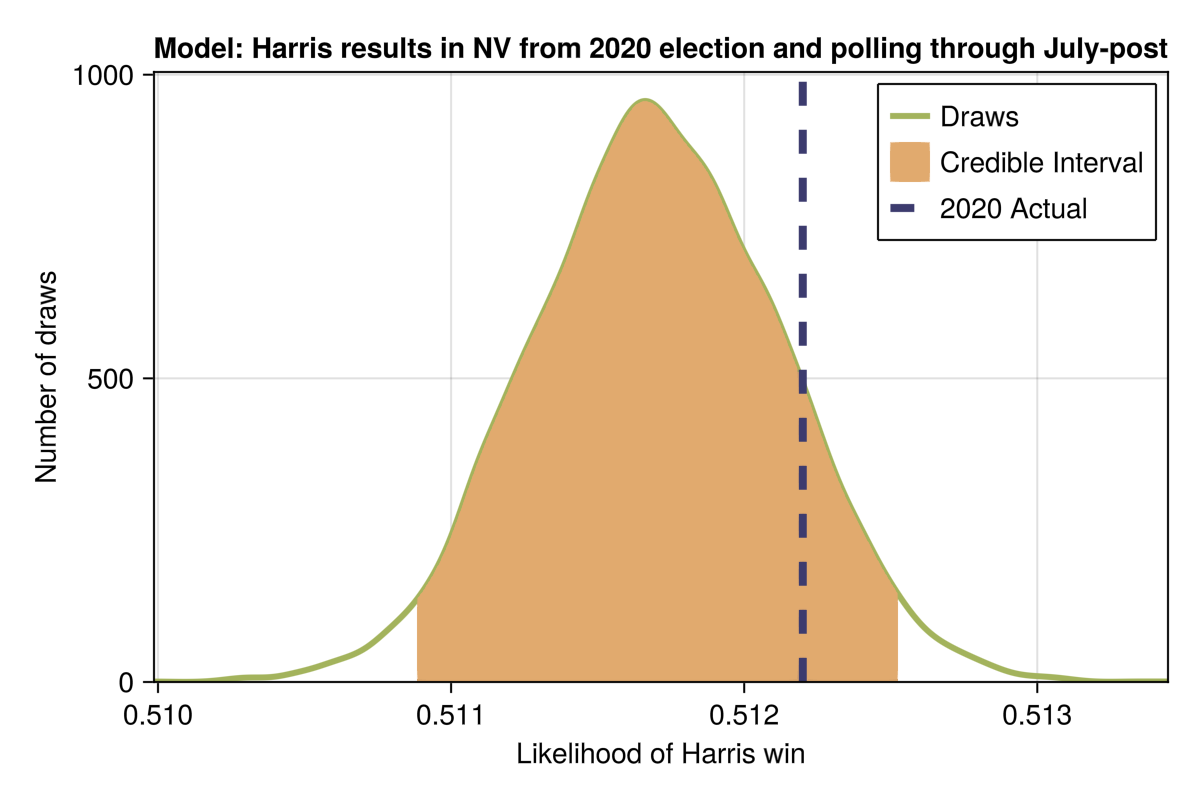 Model: Harris results in NV from 2020 election and polling through July-post
1000
500
0
Number of draws
Draws
Credible Interval
2020 Actual
0.510 0.511 0.512 0.513
Likelihood of Harris win